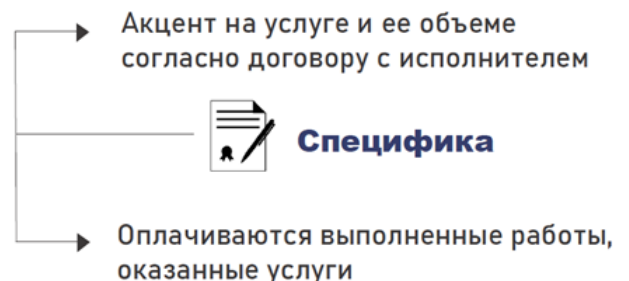 Акцент на услуге и ее объеме
согласно договору с исполнителем
Специфика
Оплачиваются выполненные работы,
оказанные услуги